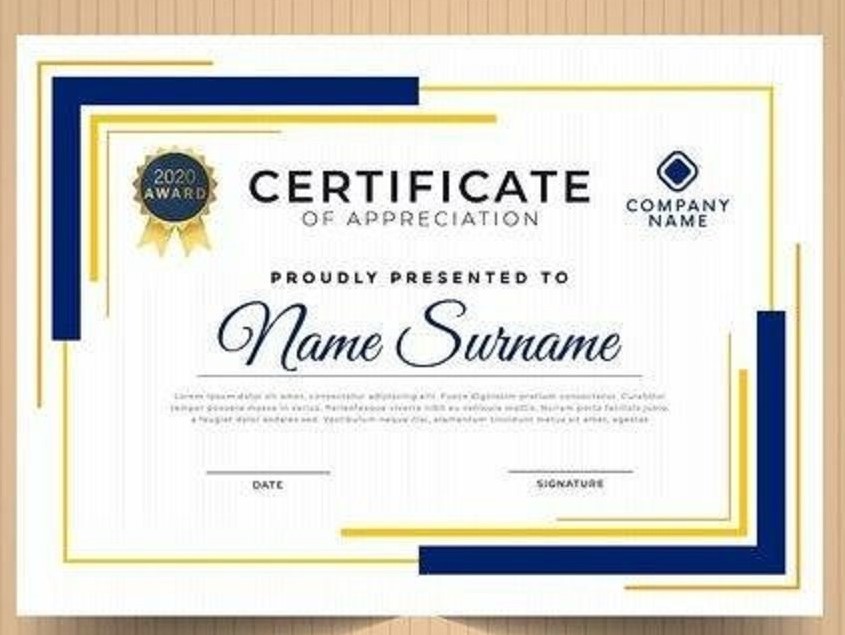 2020
AWARD
CERTIFICATE
OF APPRECIATION
COMPANY
NAME
PROUDLY PRESENTED TO
Name Surname
Lorem ipsum dolor sit amet, consectetur adipiscing elit. Fusce dignissim pretium consectetur. Curabitur
tempor posuere massa in varius. Pellentesque viverra nibh eu vehicula mattis. Nullam porta facilisis justo,
a feugiat dolor sodales sed. Vestibulum neque nisi, elementum tincidunt metus sit amet, egestas
DATE
SIGNATURE